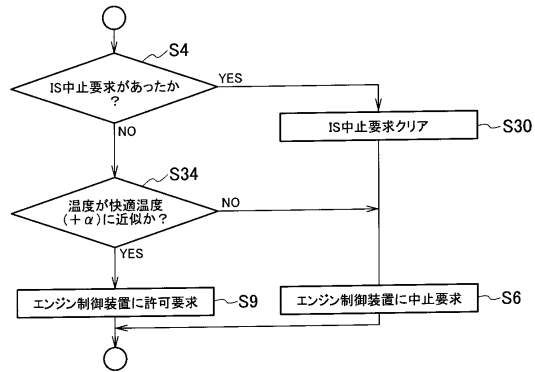 S4
IS中止要求があったか
?
YES
NO
IS中止要求クリア
S30
S34
温度が快適温度
(+α)に近似か?
NO
YES
エンジン制御装置に許可要求
S9
エンジン制御装置に中止要求
S6